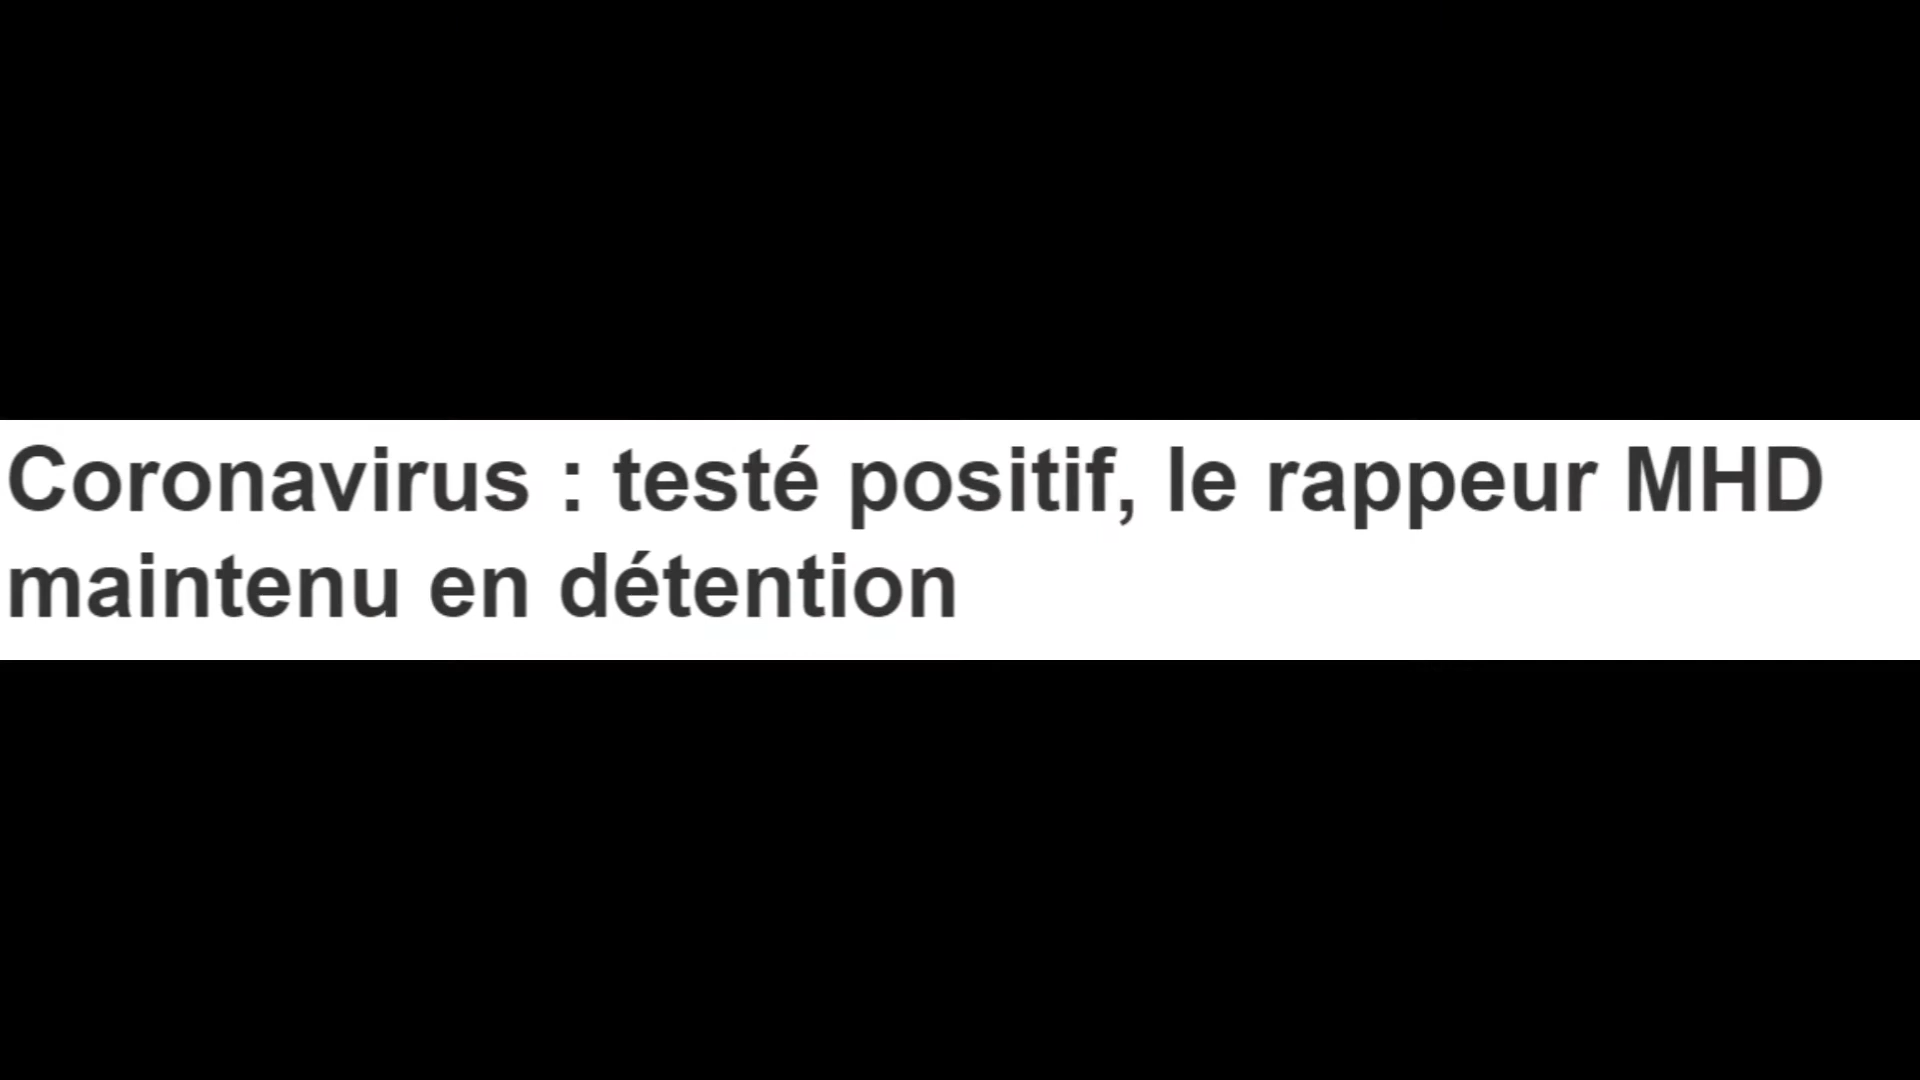 Coronavirus : testé positif, le rappeur MHD
maintenu en détention